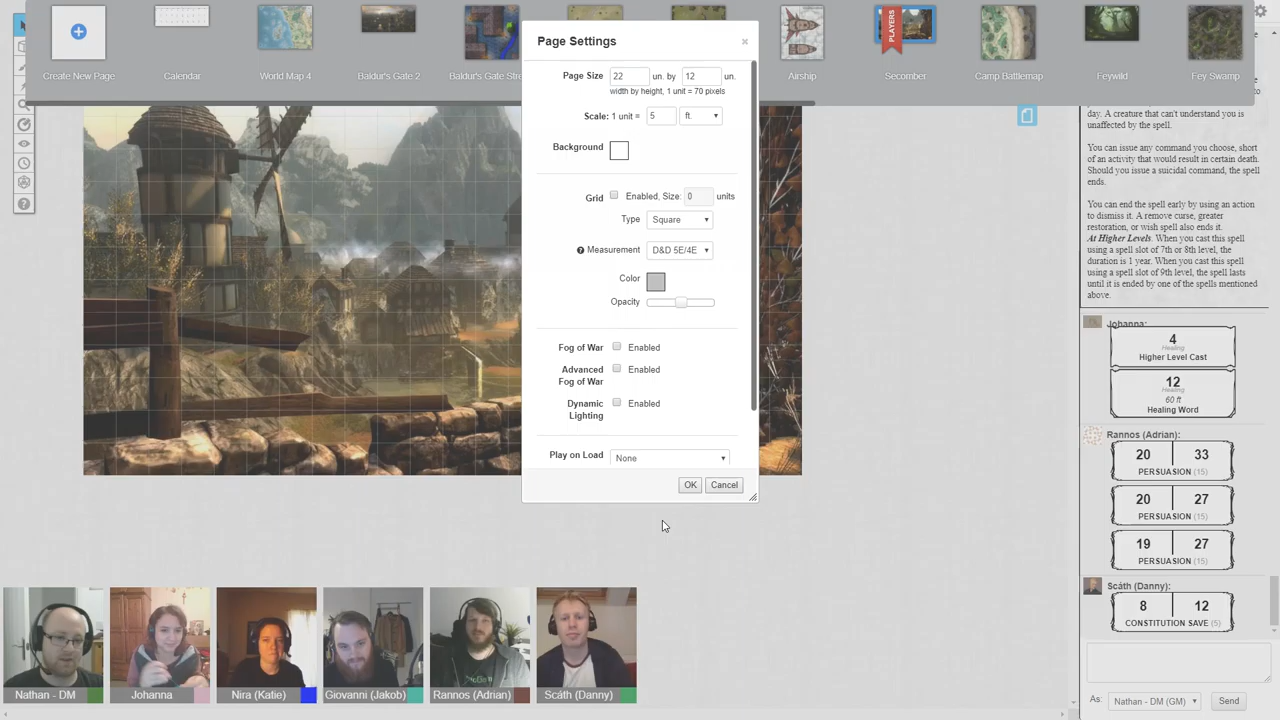 Create New Page
Calendar
World Map 4
Baldur's Gate 2
Baldur's Gate Stre
Airship
PLAYERS
Secomber
Camp Battlemap
Feywild
Fey Swamp
Page Settings
×
Page Size 22 un. by 12 un.
width by height, 1 unit = 70 pixels
Scale: 1 unit = 5 ft.
Background
Grid Enabled, Size: 0 units
Type Square
Measurement D&D 5E/4E
Color
Opacity
Fog of War Enabled
Advanced Enabled
Fog of War
Dynamic Enabled
Lighting
Play on Load None
OK Cancel
day. A creature that can't understand you is
unaffected by the spell.
You can issue any command you choose, short
of an activity that would result in certain death.
Should you issue a suicidal command, the spell
ends.
You can end the spell early by using an action
to dismiss it. A remove curse, greater
restoration, or wish spell also ends it.
At Higher Levels. When you cast this spell
using a spell slot of 7th or 8th level, the
duration is 1 year. When you cast this spell
using a spell slot of 9th level, the spell lasts
until it is ended by one of the spells mentioned
above.
Johanna:
4
Healing
Higher Level Cast
12
Healing
60 ft
Healing Word
Rannos (Adrian):
20 33
PERSUASION (15)
20 27
PERSUASION (15)
19 27
PERSUASION (15)
Scáth (Danny):
8 12
CONSTITUTION SAVE (5)
As: Nathan - DM (GM) Send
Nathan - DM
Johanna
Nira (Katie)
Giovanni (Jakob)
Rannos (Adrian)
Scáth (Danny)